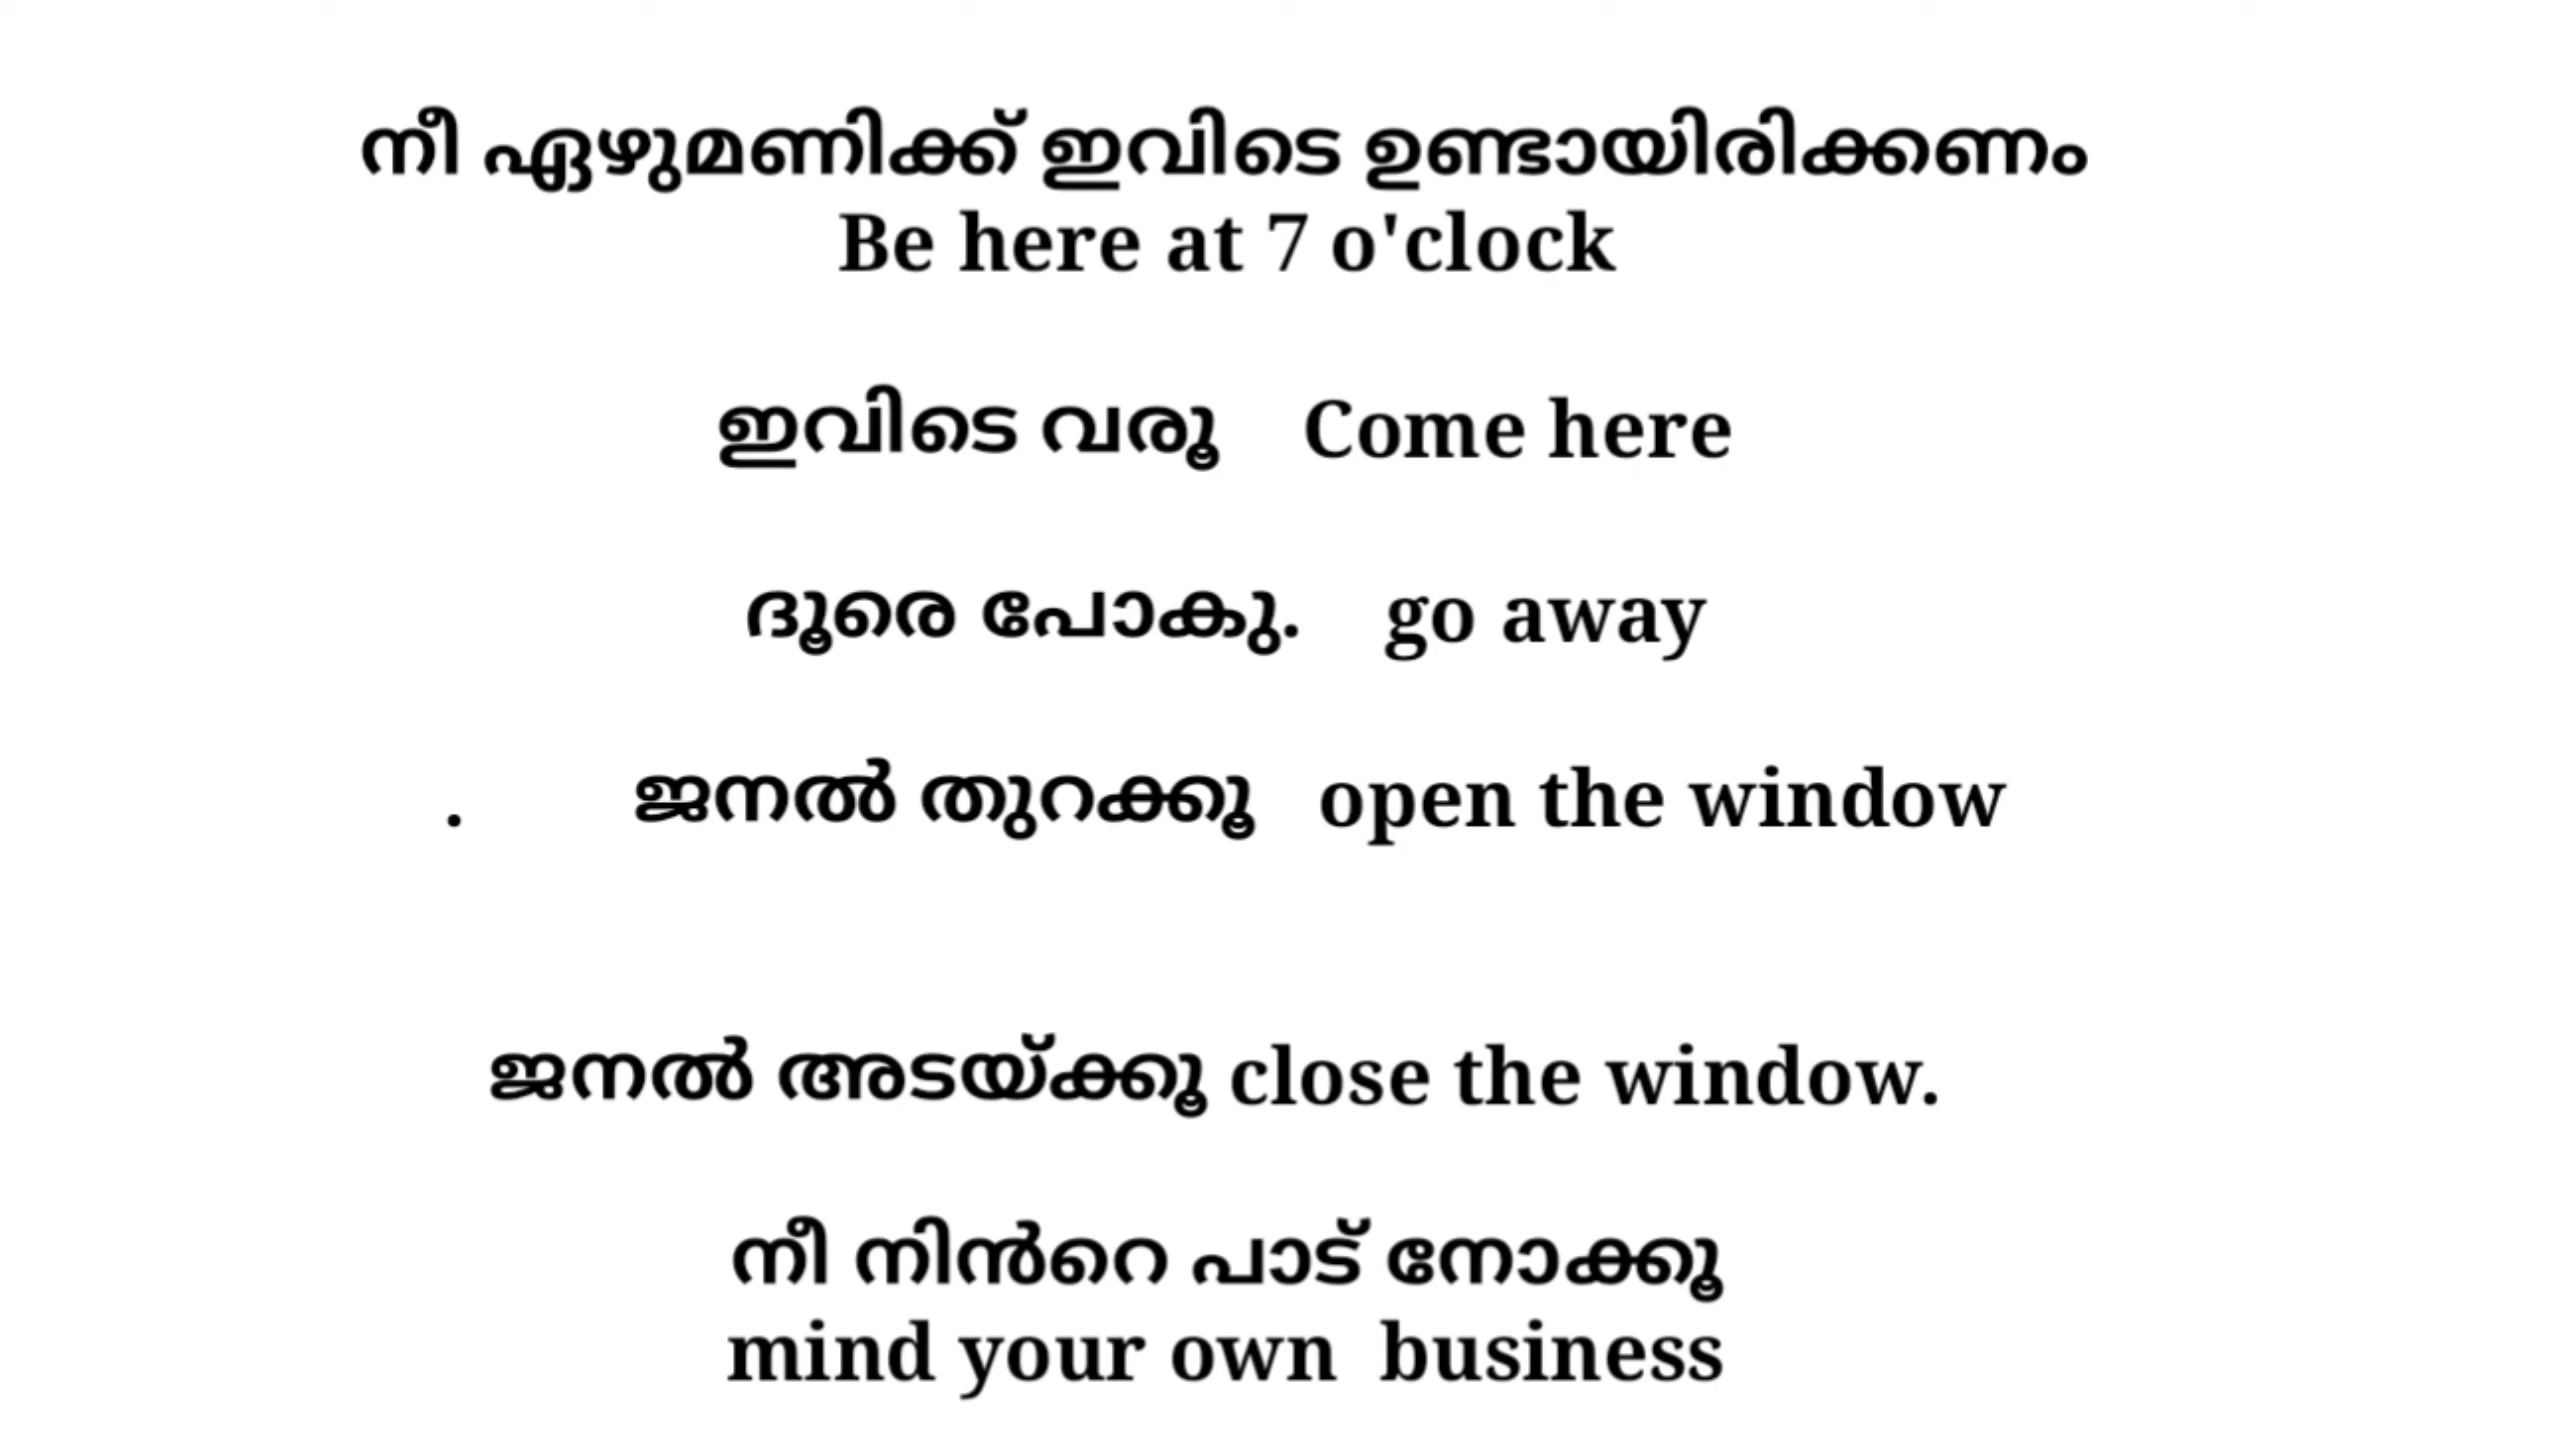 നീ ഏഴുമണിക്ക് ഇവിടെ ഉണ്ടായിരിക്കണം
Be here at 7 o'clock
ഇവിടെ വരൂ Come here
ദൂരെ പോകു. go away
. ജനൽ തുറക്കൂ open the window
ജനൽ അടയ്ക്കൂ close the window.
നീ നിൻറെ പാട് നോക്കൂ
mind your own business